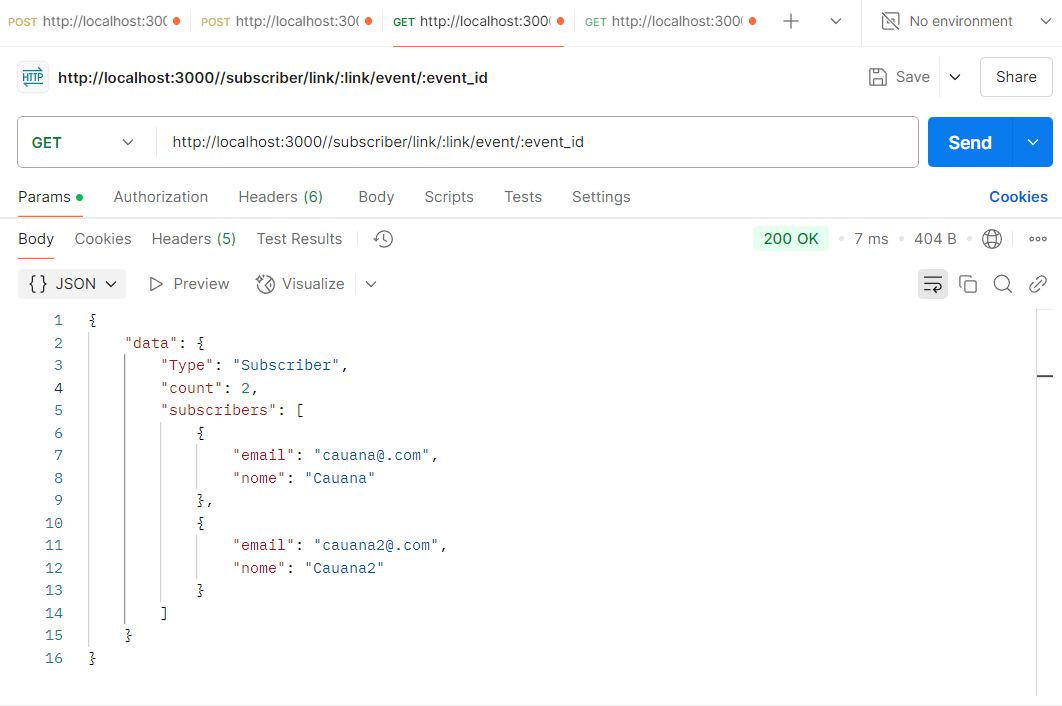 POST http://localhost:300 POST http://localhost:300 GET http://localhost:3000 GET http://localhost:3000 No environment
HTTP http://localhost:3000//subscriber/link/:link/event/:event_id Save Share
GET http://localhost:3000//subscriber/link/:link/event/:event_id Send
Params Authorization Headers (6) Body Scripts Tests Settings Cookies
Body Cookies Headers (5) Test Results 200 OK 7 ms 404 B
{} JSON Preview Visualize
1 {
2 "data": {
3 "Type": "Subscriber",
4 "count": 2,
5 "subscribers": [
6 {
7 "email": "cauana@.com",
8 "nome": "Cauana"
9 },
10 {
11 "email": "cauana2@.com",
12 "nome": "Cauana2"
13 }
14 ]
15 }
16 }